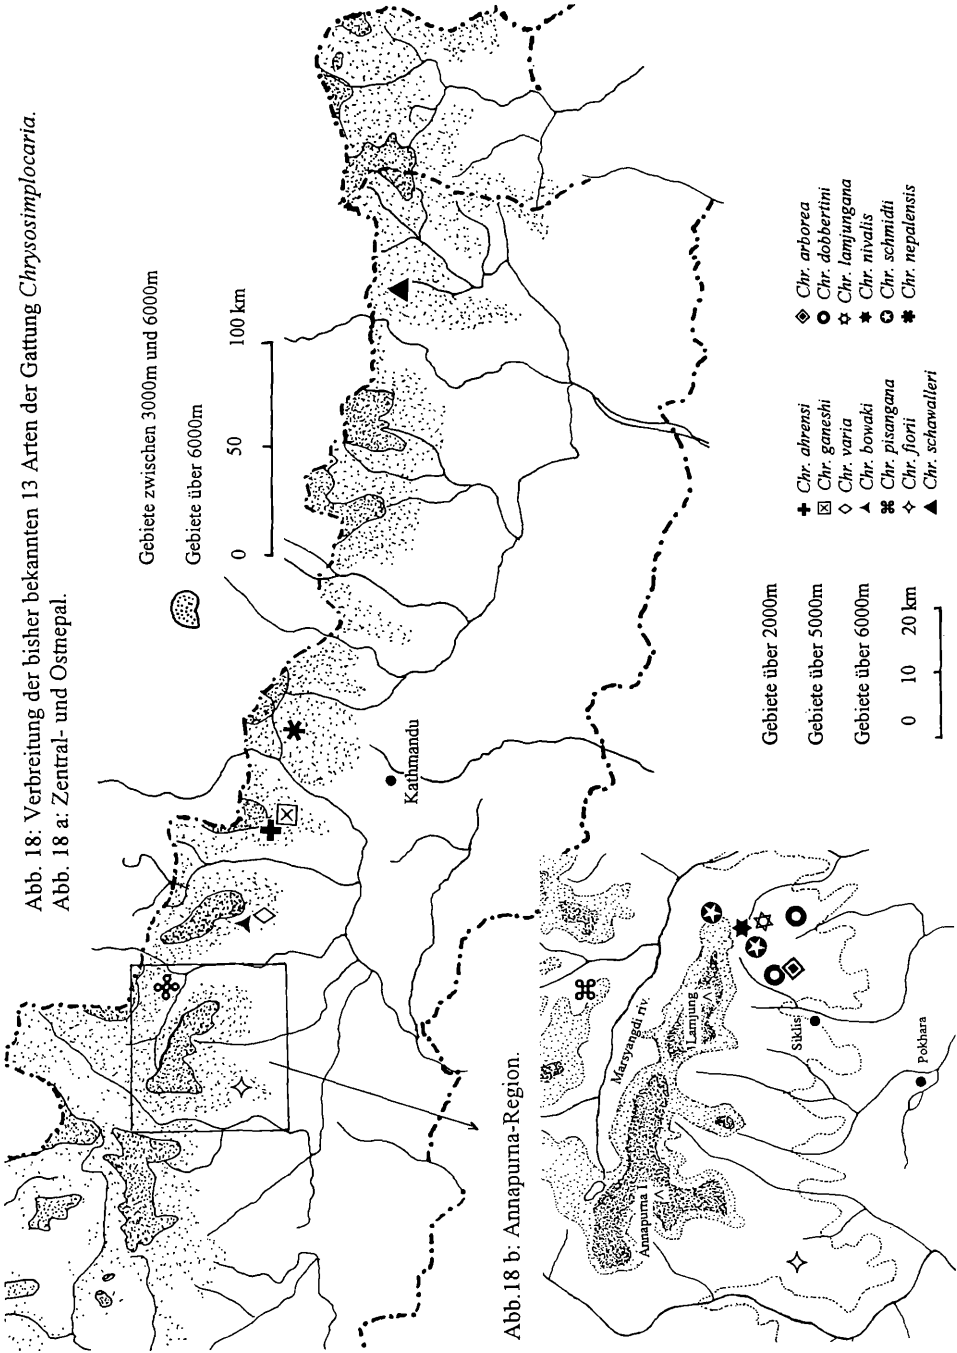 Abb. 18: Verbreitung der bisher bekannten 13 Arten der Gattung Chrysosimplocaria.
Abb. 18 a: Zentral- und Ostnepal.
Gebiete zwischen 3000m und 6000m
Gebiete über 6000m
0 50 100 km
Kathmandu
Abb.18 b: Annapurna-Region.
Marsyangdi riv.
Annapurna I
Lamjung
Siklis
Pokhara
Gebiete über 2000m
Gebiete über 5000m
Gebiete über 6000m
0 10 20 km
Chr. ahrensi
Chr. ganeshi
Chr. varia
Chr. bowaki
Chr. pisangana
Chr. fiorii
Chr. schawalleri
Chr. arborea
Chr. dobbertini
Chr. lamjungana
Chr. nivalis
Chr. schmidti
Chr. nepalensis